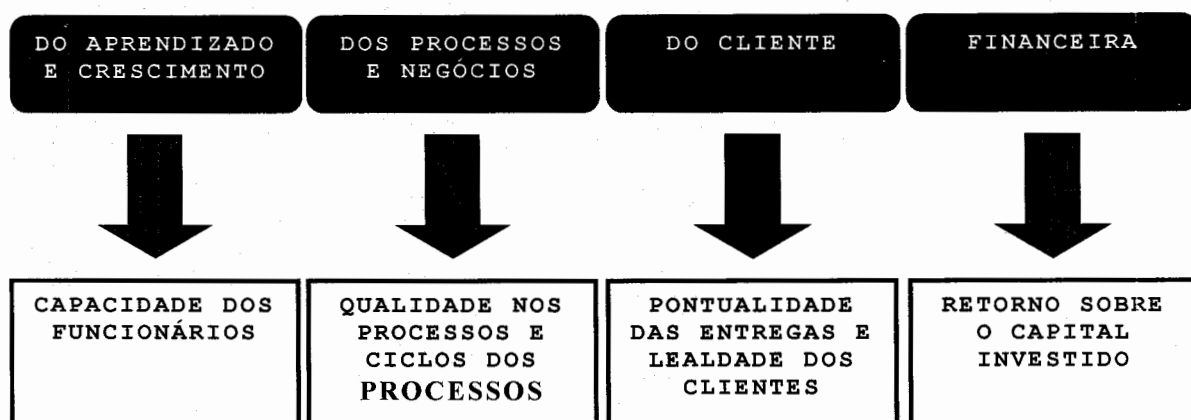 DO APRENDIZADO
E CRESCIMENTO
DOS PROCESSOS
E NEGÓCIOS
DO CLIENTE
FINANCEIRA
CAPACIDADE DOS
FUNCIONÁRIOS
QUALIDADE NOS
PROCESSOS E
CICLOS DOS
PROCESSOS
PONTUALIDADE
DAS ENTREGAS E
LEALDADE DOS
CLIENTES
RETORNO SOBRE
O CAPITAL
INVESTIDO